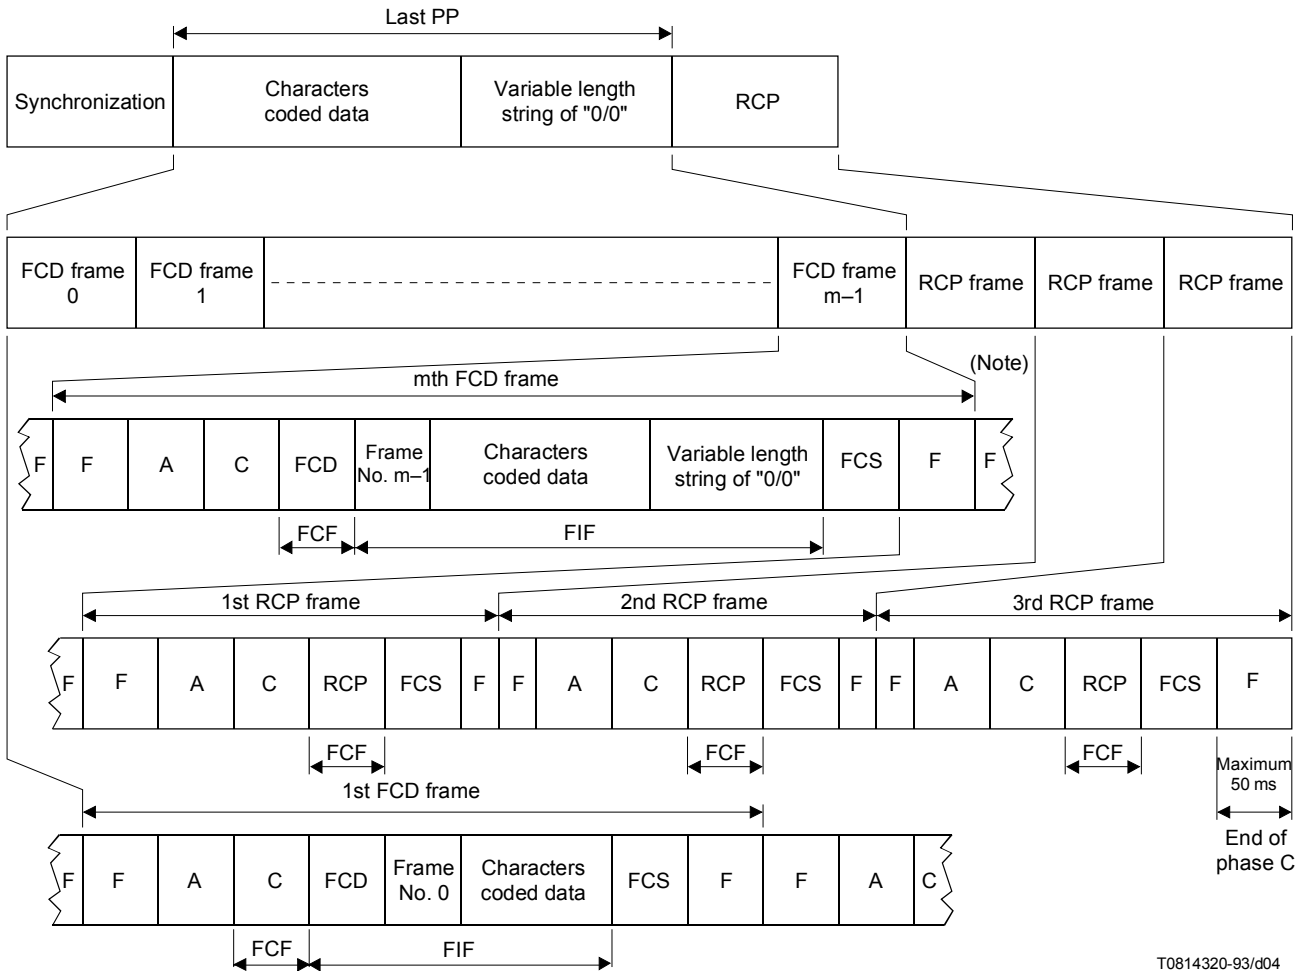 Last PP
Synchronization
Characters
coded data
Variable length
string of "0/0"
RCP
FCD frame
0
FCD frame
1
FCD frame
m–1
RCP frame
RCP frame
RCP frame
(Note)
mth FCD frame
F
F
A
C
FCD
Frame
No. m–1
Characters
coded data
Variable length
string of "0/0"
FCS
F
F
FCF
FIF
1st RCP frame
2nd RCP frame
3rd RCP frame
F
F
A
C
RCP
FCS
F
F
A
C
RCP
FCS
F
F
A
C
RCP
FCS
F
FCF
FCF
FCF
Maximum
50 ms
End of
phase C
1st FCD frame
F
F
A
C
FCD
Frame
No. 0
Characters
coded data
FCS
F
F
A
C
FCF
FIF
T0814320-93/d04